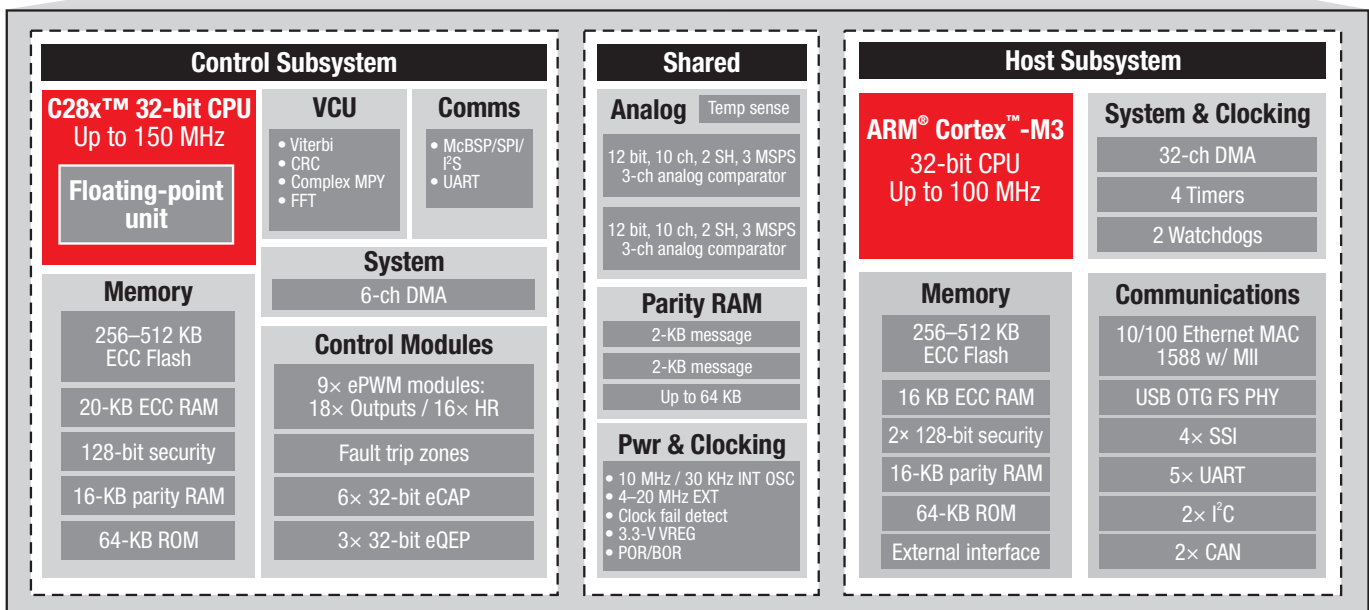 Control Subsystem
C28x™ 32-bit CPU
Up to 150 MHz
Floating-point
unit
VCU
• Viterbi
• CRC
• Complex MPY
• FFT
Comms
• McBSP/SPI/
I²S
• UART
System
6-ch DMA
Memory
256–512 KB
ECC Flash
20-KB ECC RAM
128-bit security
16-KB parity RAM
64-KB ROM
Control Modules
9× ePWM modules:
18× Outputs / 16× HR
Fault trip zones
6× 32-bit eCAP
3× 32-bit eQEP
Shared
Analog
Temp sense
12 bit, 10 ch, 2 SH, 3 MSPS
3-ch analog comparator
12 bit, 10 ch, 2 SH, 3 MSPS
3-ch analog comparator
Parity RAM
2-KB message
2-KB message
Up to 64 KB
Pwr & Clocking
• 10 MHz / 30 KHz INT OSC
• 4–20 MHz EXT
• Clock fail detect
• 3.3-V VREG
• POR/BOR
Host Subsystem
ARM® Cortex™-M3
32-bit CPU
Up to 100 MHz
System & Clocking
32-ch DMA
4 Timers
2 Watchdogs
Memory
256–512 KB
ECC Flash
16 KB ECC RAM
2× 128-bit security
16-KB parity RAM
64-KB ROM
External interface
Communications
10/100 Ethernet MAC
1588 w/ MII
USB OTG FS PHY
4× SSI
5× UART
2× I²C
2× CAN